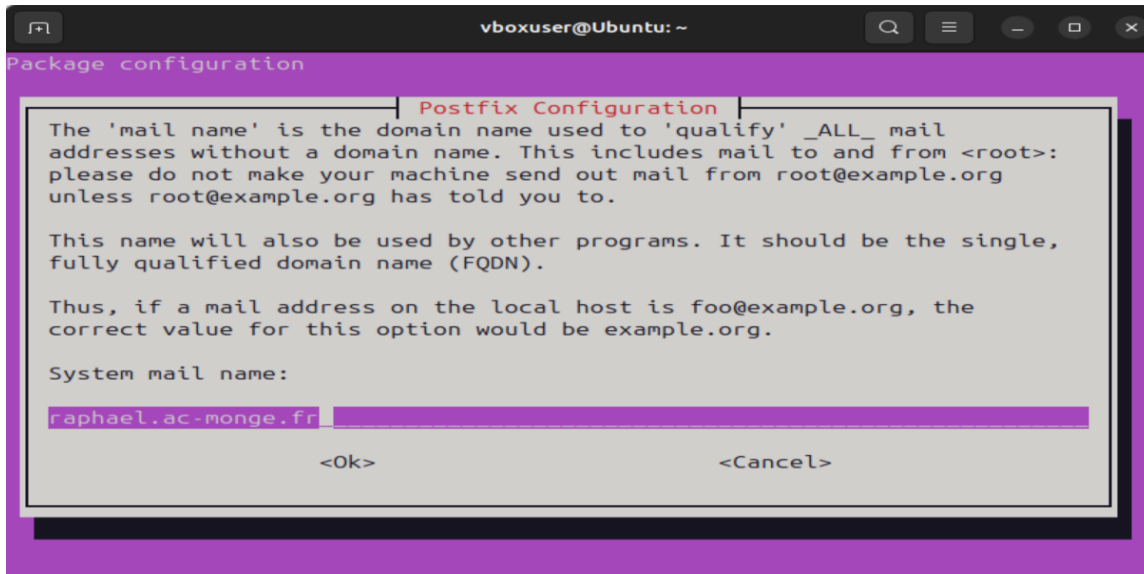 vboxuser@Ubuntu: ~
Package configuration
Postfix Configuration
The 'mail name' is the domain name used to 'qualify' _ALL_ mail
addresses without a domain name. This includes mail to and from <root>:
please do not make your machine send out mail from root@example.org
unless root@example.org has told you to.
This name will also be used by other programs. It should be the single,
fully qualified domain name (FQDN).
Thus, if a mail address on the local host is foo@example.org, the
correct value for this option would be example.org.
System mail name:
raphael.ac-monge.fr
<Ok> <Cancel>